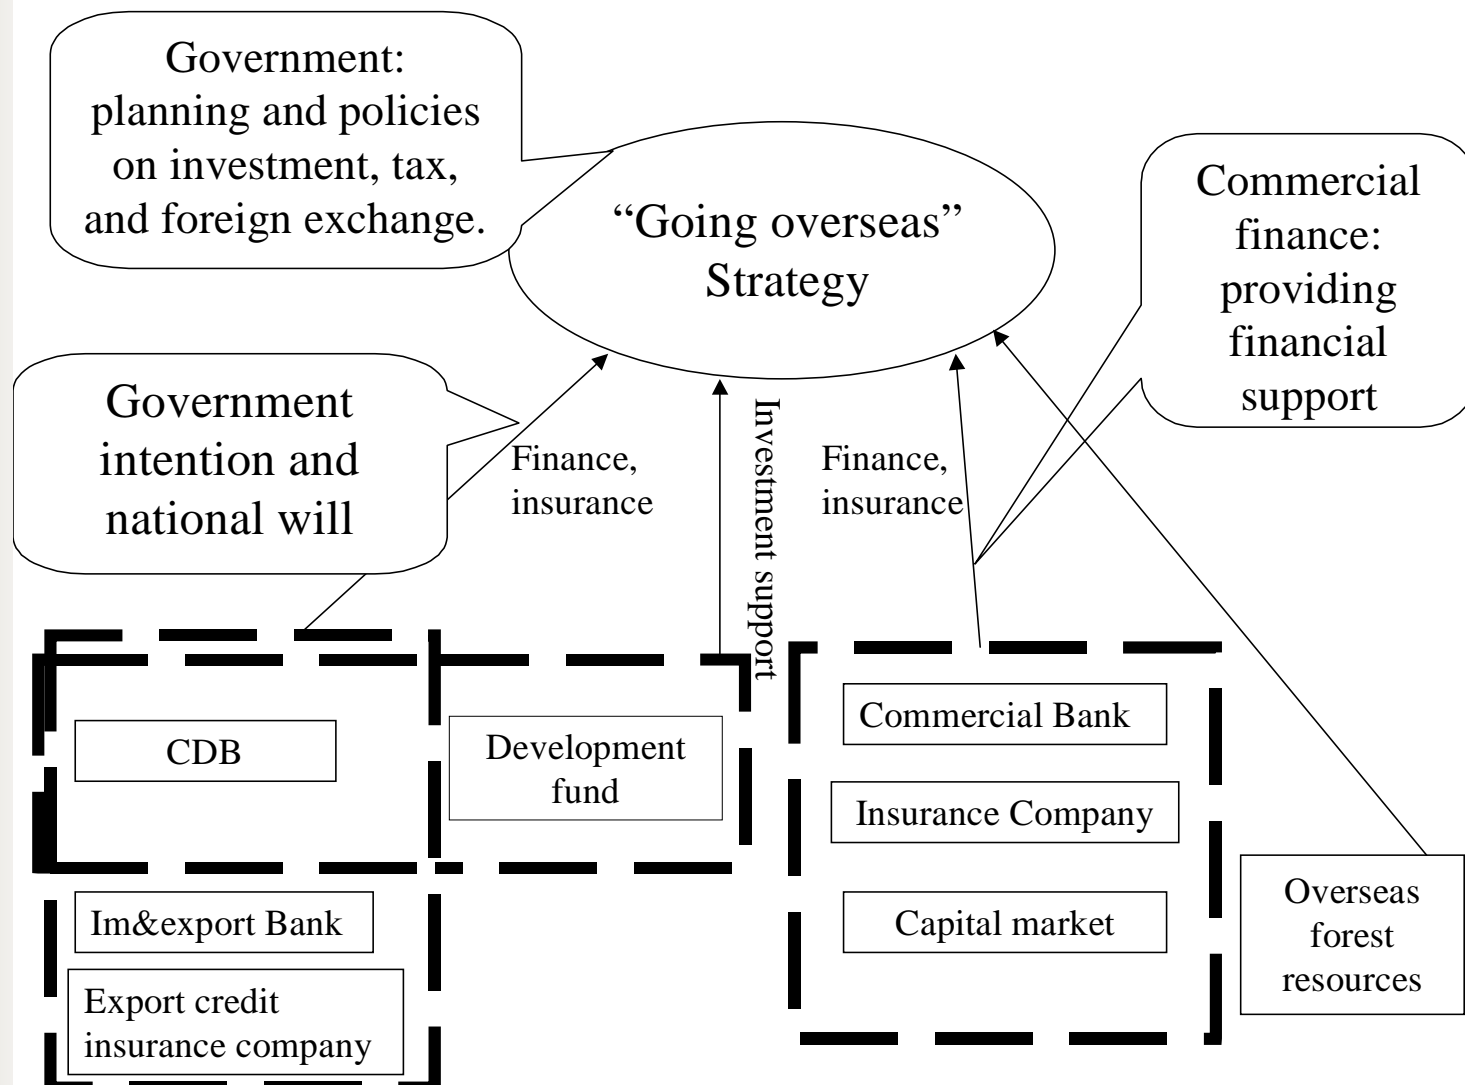 Government:
planning and policies
on investment, tax,
and foreign exchange.
“Going overseas”
Strategy
Commercial
finance:
providing
financial
support
Government
intention and
national will
Finance,
insurance
Investment support
Finance,
insurance
CDB
Development
fund
Commercial Bank
Insurance Company
Capital market
Im&export Bank
Export credit
insurance company
Overseas
forest
resources